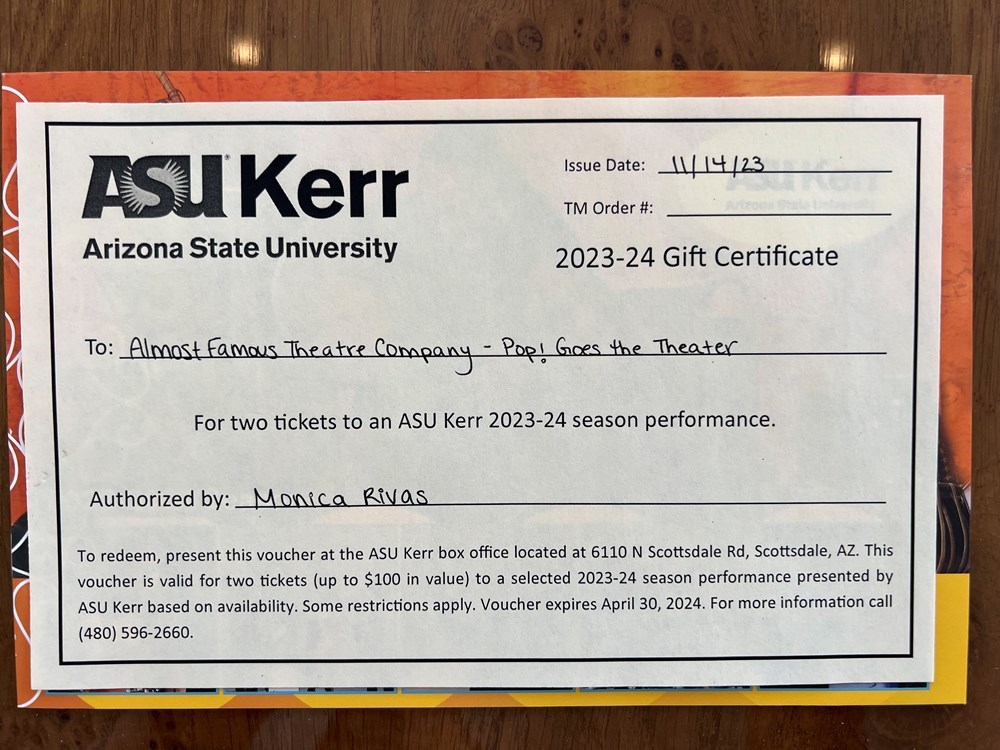 ASU Kerr
Arizona State University
Issue Date: 11/14/23
TM Order #:
2023-24 Gift Certificate
To: Almost Famous Theatre Company - Pop! Goes the Theater
For two tickets to an ASU Kerr 2023-24 season performance.
Authorized by: Monica Rivas
To redeem, present this voucher at the ASU Kerr box office located at 6110 N Scottsdale Rd, Scottsdale, AZ. This
voucher is valid for two tickets (up to $100 in value) to a selected 2023-24 season performance presented by
ASU Kerr based on availability. Some restrictions apply. Voucher expires April 30, 2024. For more information call
(480) 596-2660.